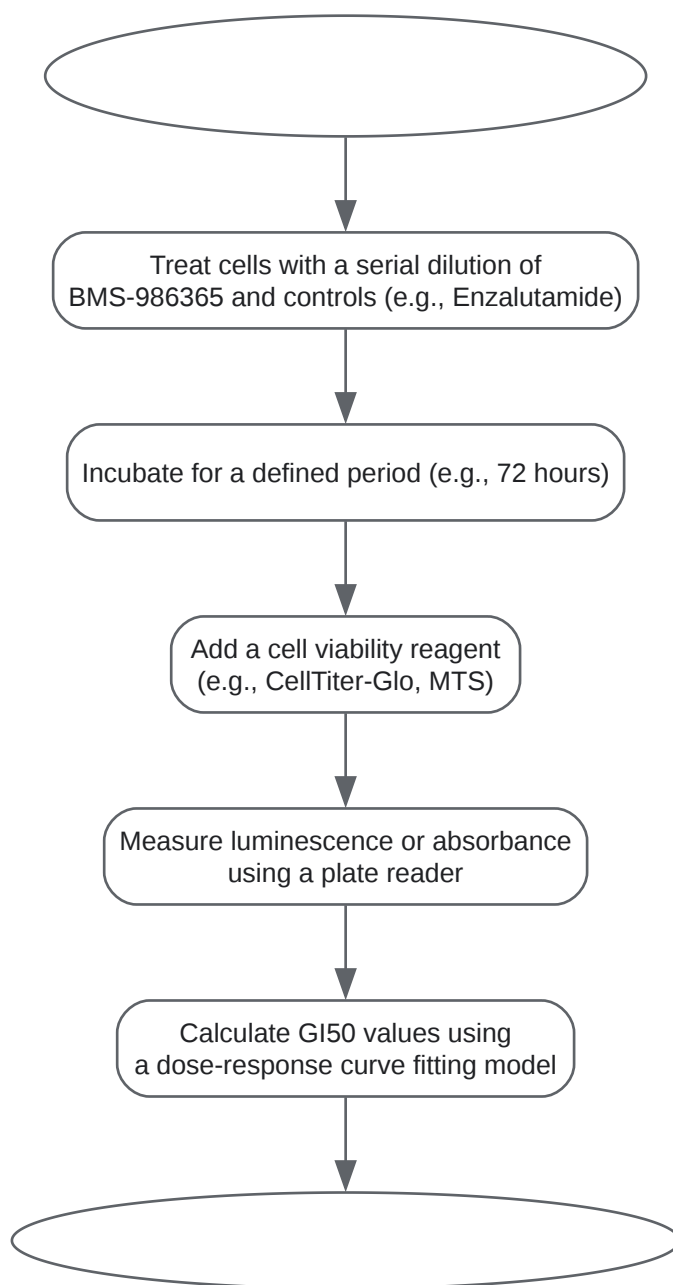 Treat cells with a serial dilution of
BMS-986365 and controls (e.g., Enzalutamide)
Incubate for a defined period (e.g., 72 hours)
Add a cell viability reagent
(e.g., CellTiter-Glo, MTS)
Measure luminescence or absorbance
using a plate reader
Calculate GI50 values using
a dose-response curve fitting model